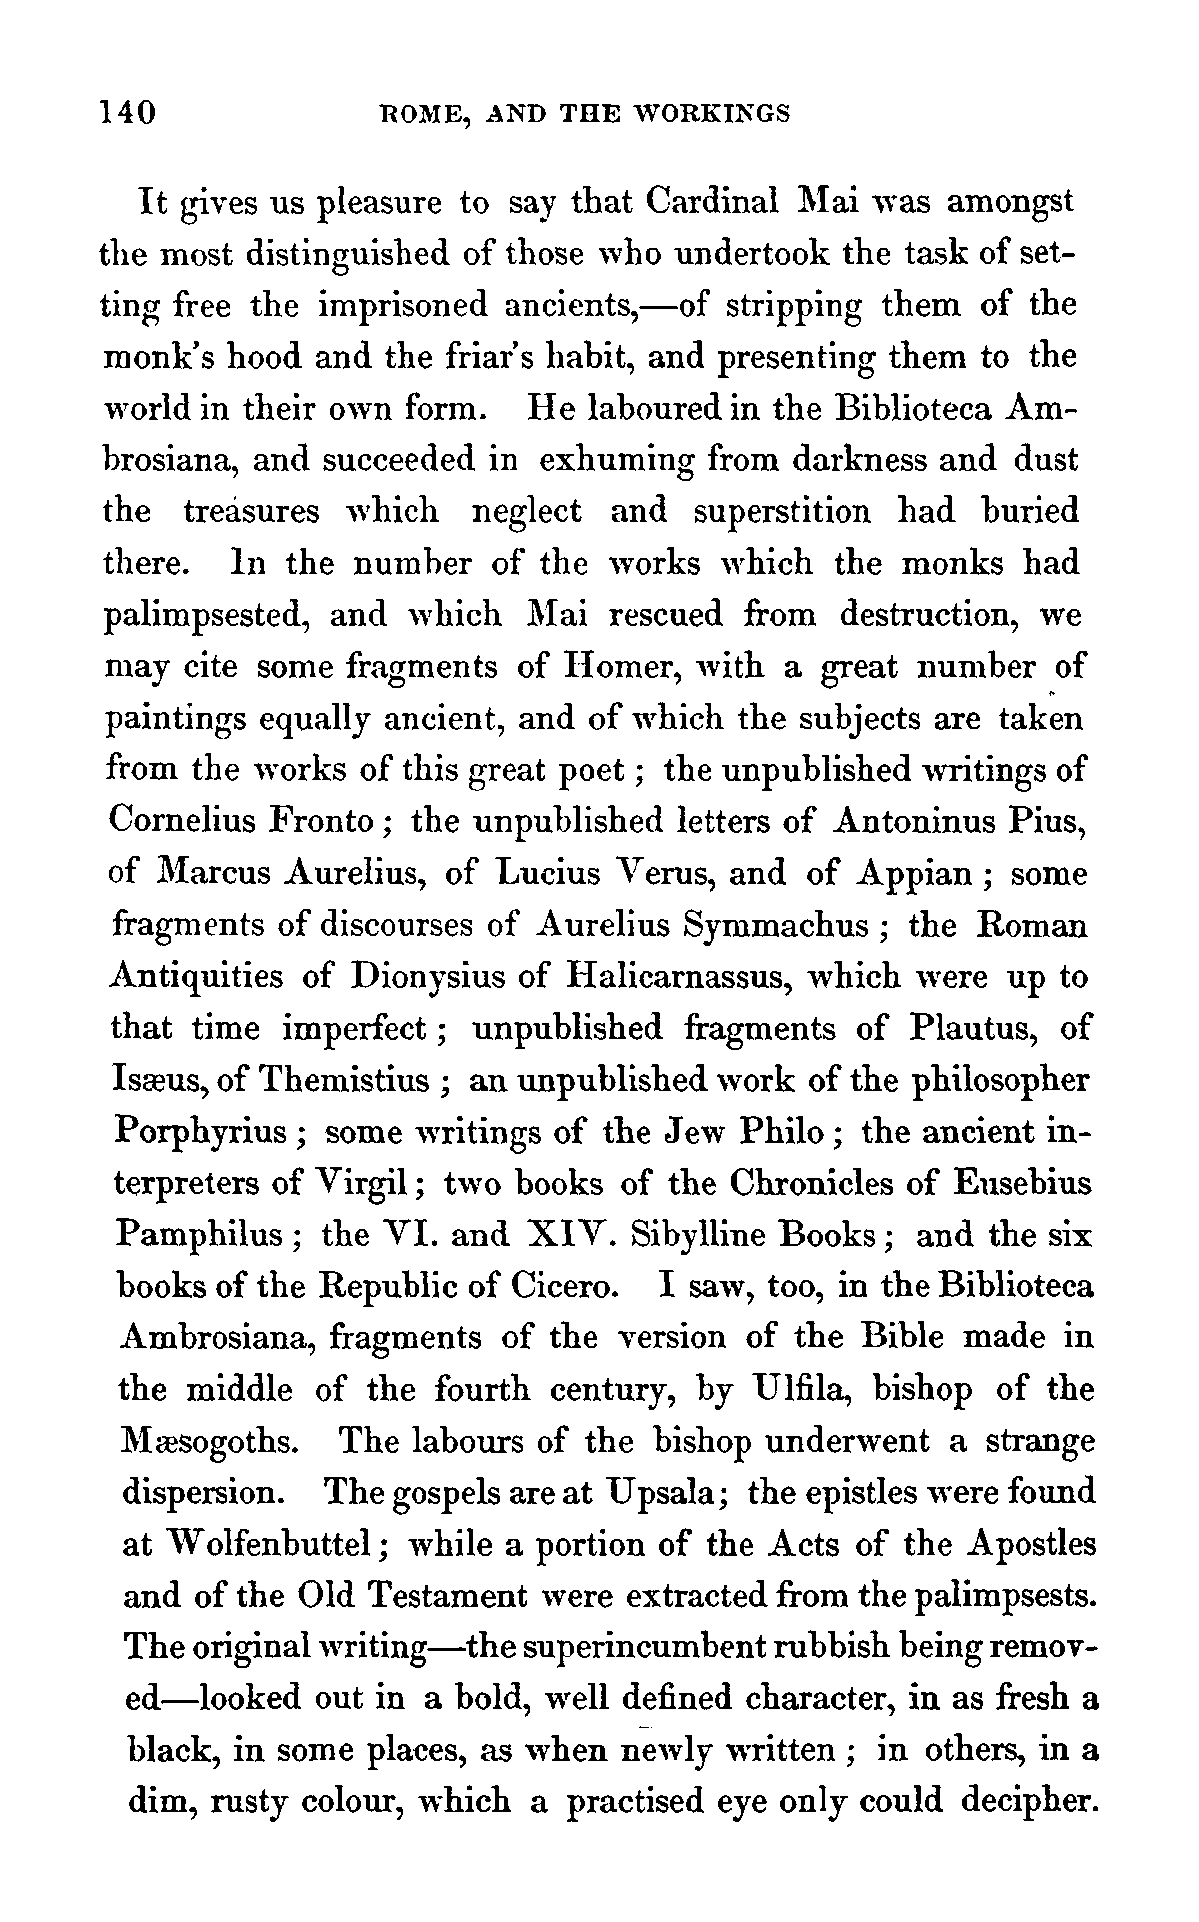 140 ROME, AND THE WORKINGS
It gives us pleasure to say that Cardinal Mai was amongst
the most distinguished of those who undertook the task of set-
ting free the imprisoned ancients,—of stripping them of the
monk's hood and the friar's habit, and presenting them to the
world in their own form. He laboured in the Biblioteca Am-
brosiana, and succeeded in exhuming from darkness and dust
the treasures which neglect and superstition had buried
there. In the number of the works which the monks had
palimpsested, and which Mai rescued from destruction, we
may cite some fragments of Homer, with a great number of
paintings equally ancient, and of which the subjects are taken
from the works of this great poet ; the unpublished writings of
Cornelius Fronto ; the unpublished letters of Antoninus Pius,
of Marcus Aurelius, of Lucius Verus, and of Appian ; some
fragments of discourses of Aurelius Symmachus ; the Roman
Antiquities of Dionysius of Halicarnassus, which were up to
that time imperfect ; unpublished fragments of Plautus, of
Isæus, of Themistius ; an unpublished work of the philosopher
Porphyrius ; some writings of the Jew Philo ; the ancient in-
terpreters of Virgil ; two books of the Chronicles of Eusebius
Pamphilus ; the VI. and XIV. Sibylline Books ; and the six
books of the Republic of Cicero. I saw, too, in the Biblioteca
Ambrosiana, fragments of the version of the Bible made in
the middle of the fourth century, by Ulfila, bishop of the
Mæsogoths. The labours of the bishop underwent a strange
dispersion. The gospels are at Upsala ; the epistles were found
at Wolfenbuttel ; while a portion of the Acts of the Apostles
and of the Old Testament were extracted from the palimpsests.
The original writing—the superincumbent rubbish being remov-
ed—looked out in a bold, well defined character, in as fresh a
black, in some places, as when newly written ; in others, in a
dim, rusty colour, which a practised eye only could decipher.